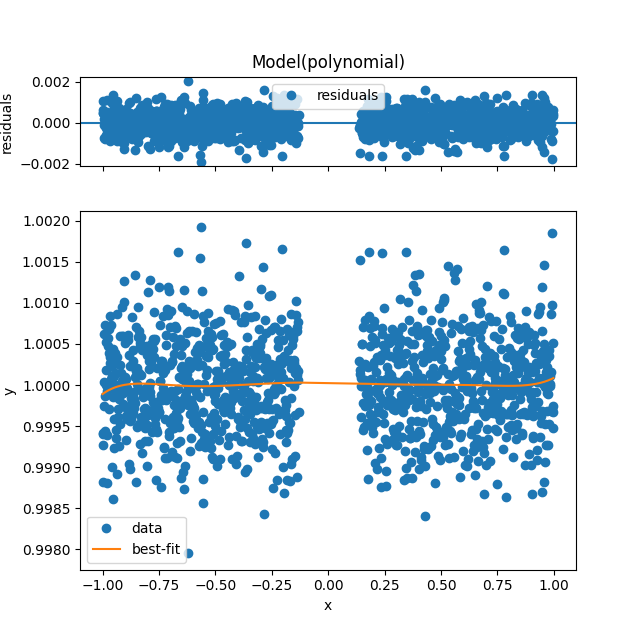 Model(polynomial)
0.002
0.000
−0.002
residuals
residuals
1.0020
1.0015
1.0010
1.0005
1.0000
0.9995
0.9990
0.9985
0.9980
y
data
best-fit
−1.00 −0.75 −0.50 −0.25 0.00 0.25 0.50 0.75 1.00
x